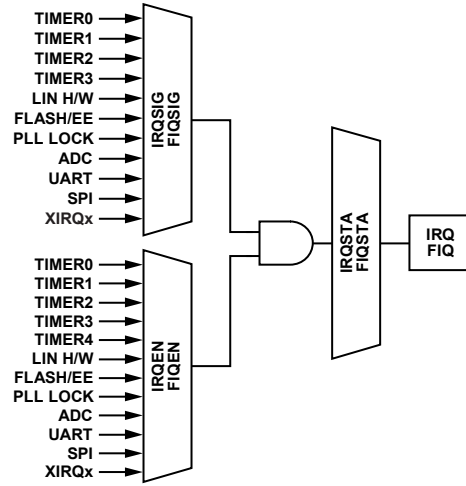 TIMER0
TIMER1
TIMER2
TIMER3
LIN H/W
FLASH/EE
PLL LOCK
ADC
UART
SPI
XIRQx
IRQSIG
FIQSIG
TIMER0
TIMER1
TIMER2
TIMER3
TIMER4
LIN H/W
FLASH/EE
PLL LOCK
ADC
UART
SPI
XIRQx
IRQEN
FIQEN
IRQSTA
FIQSTA
IRQ
FIQ